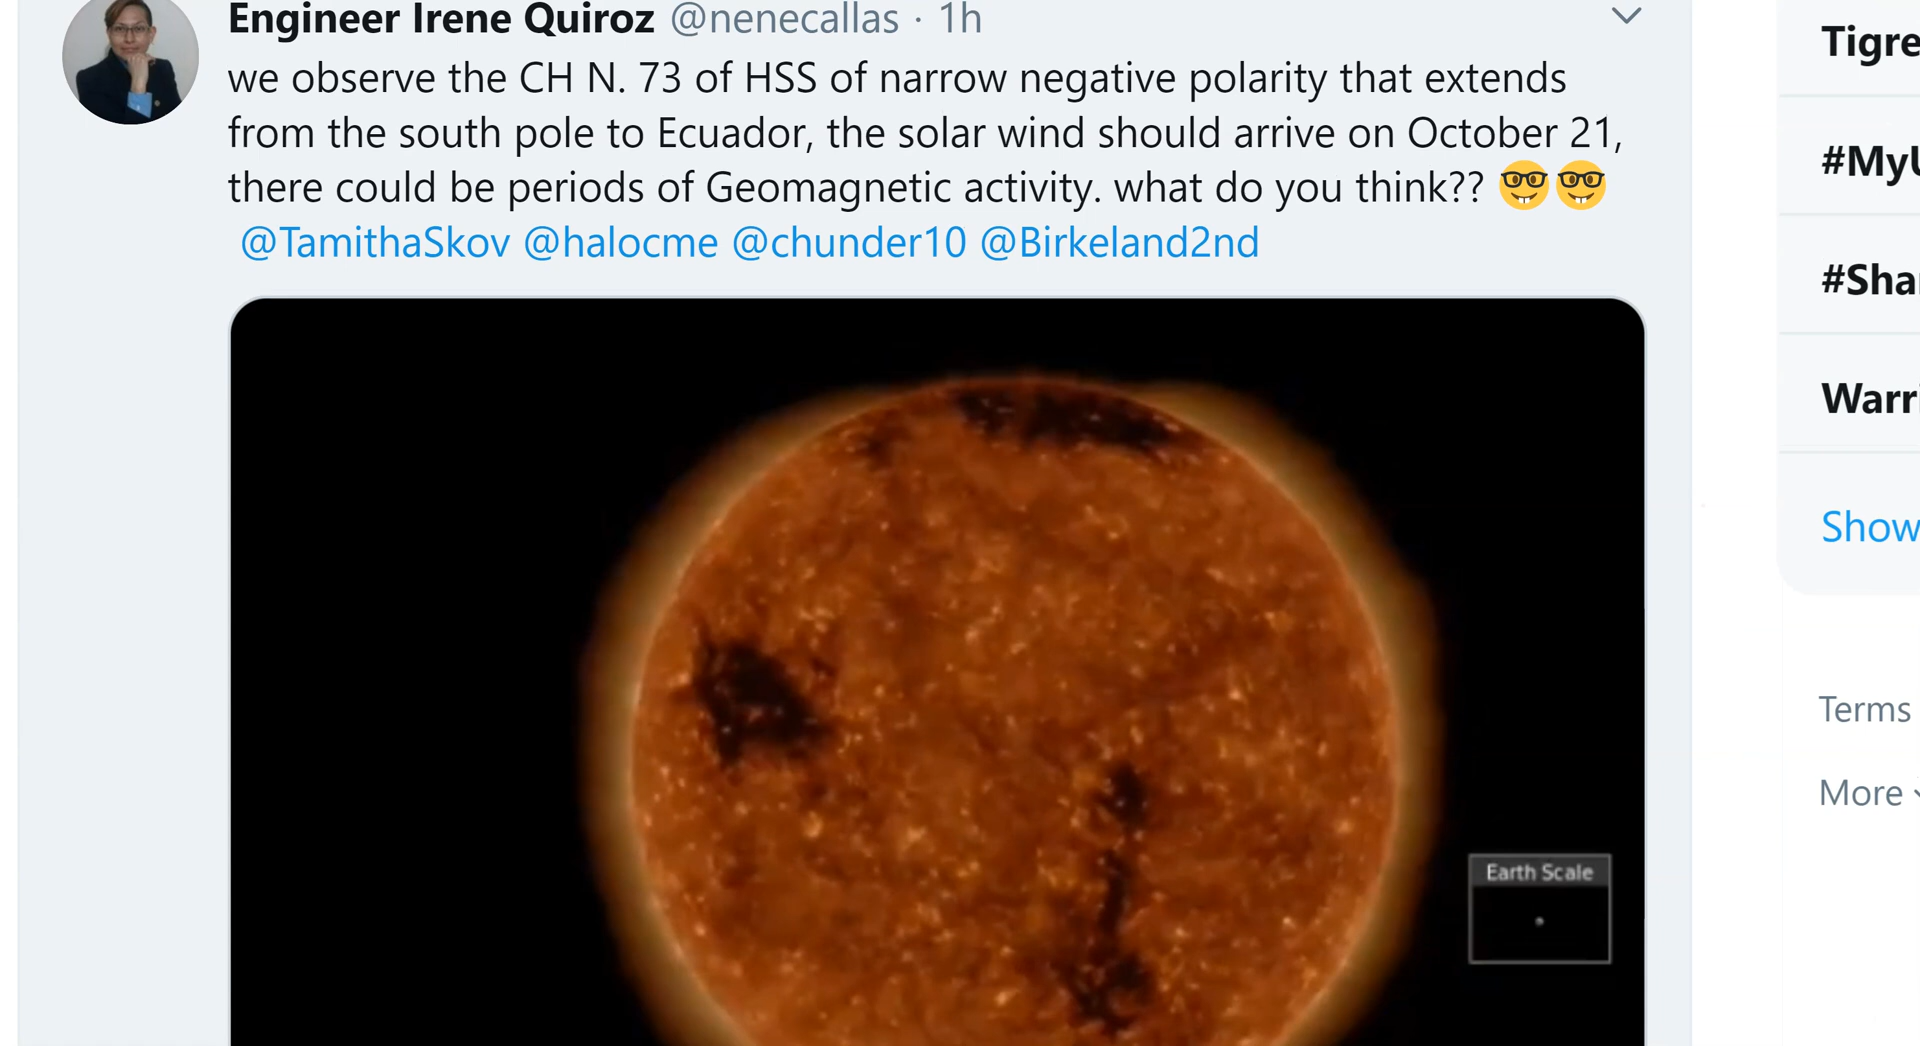 Engineer Irene Quiroz @nenecallas · 1h
we observe the CH N. 73 of HSS of narrow negative polarity that extends
from the south pole to Ecuador, the solar wind should arrive on October 21,
there could be periods of Geomagnetic activity. what do you think?? 🤓🤓
@TamithaSkov @halocme @chunder10 @Birkeland2nd
Earth Scale
Tigre
#MyU
#Sha
Warri
Show
Terms
More